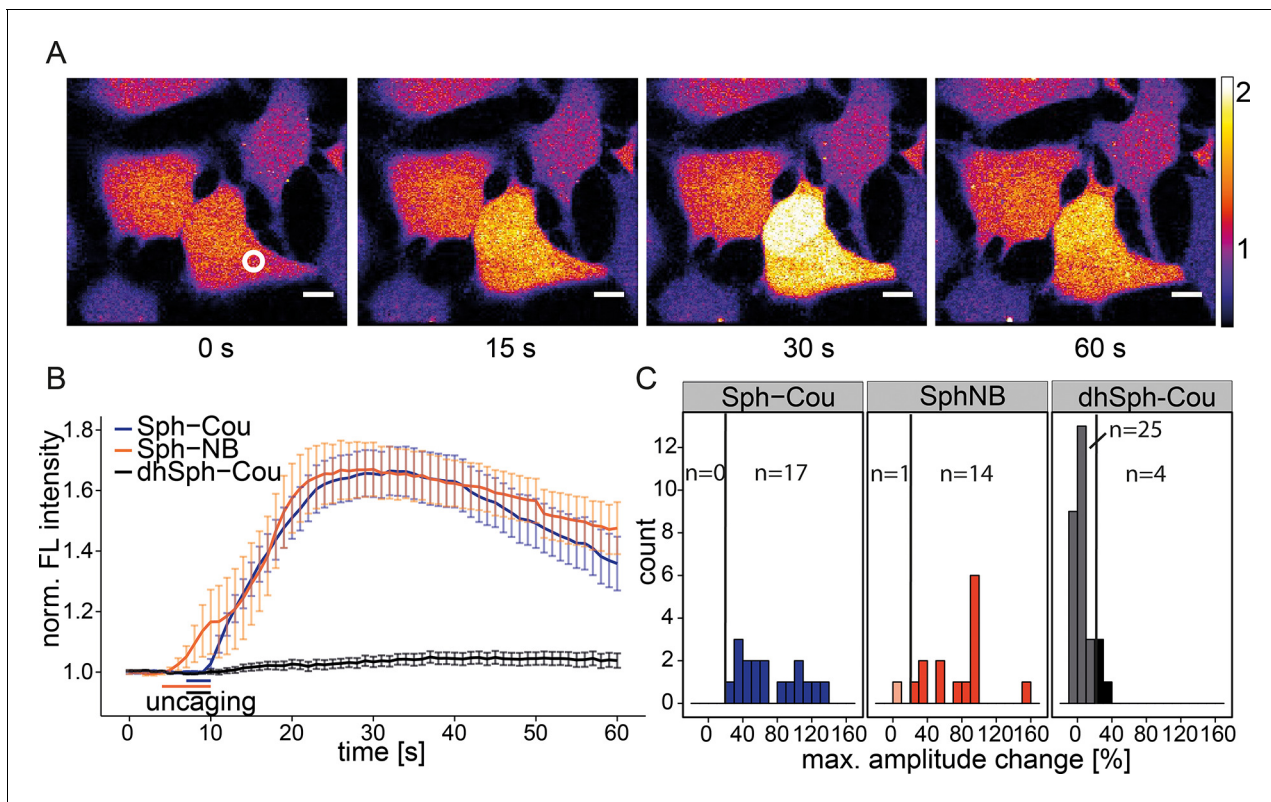 A
2
1
0 s
15 s
30 s
60 s
B
norm. FL intensity
1.8
1.6
1.4
1.2
1.0
Sph−Cou
Sph−NB
dhSph−Cou
uncaging
0
10
20
30
40
50
60
time [s]
C
Sph−Cou
SphNB
dhSph-Cou
count
12
10
8
6
4
2
0
n=0
n=17
n=1
n=14
n=25
n=4
0 40 80 120 160
0 40 80 120 160
0 40 80 120 160
max. amplitude change [%]